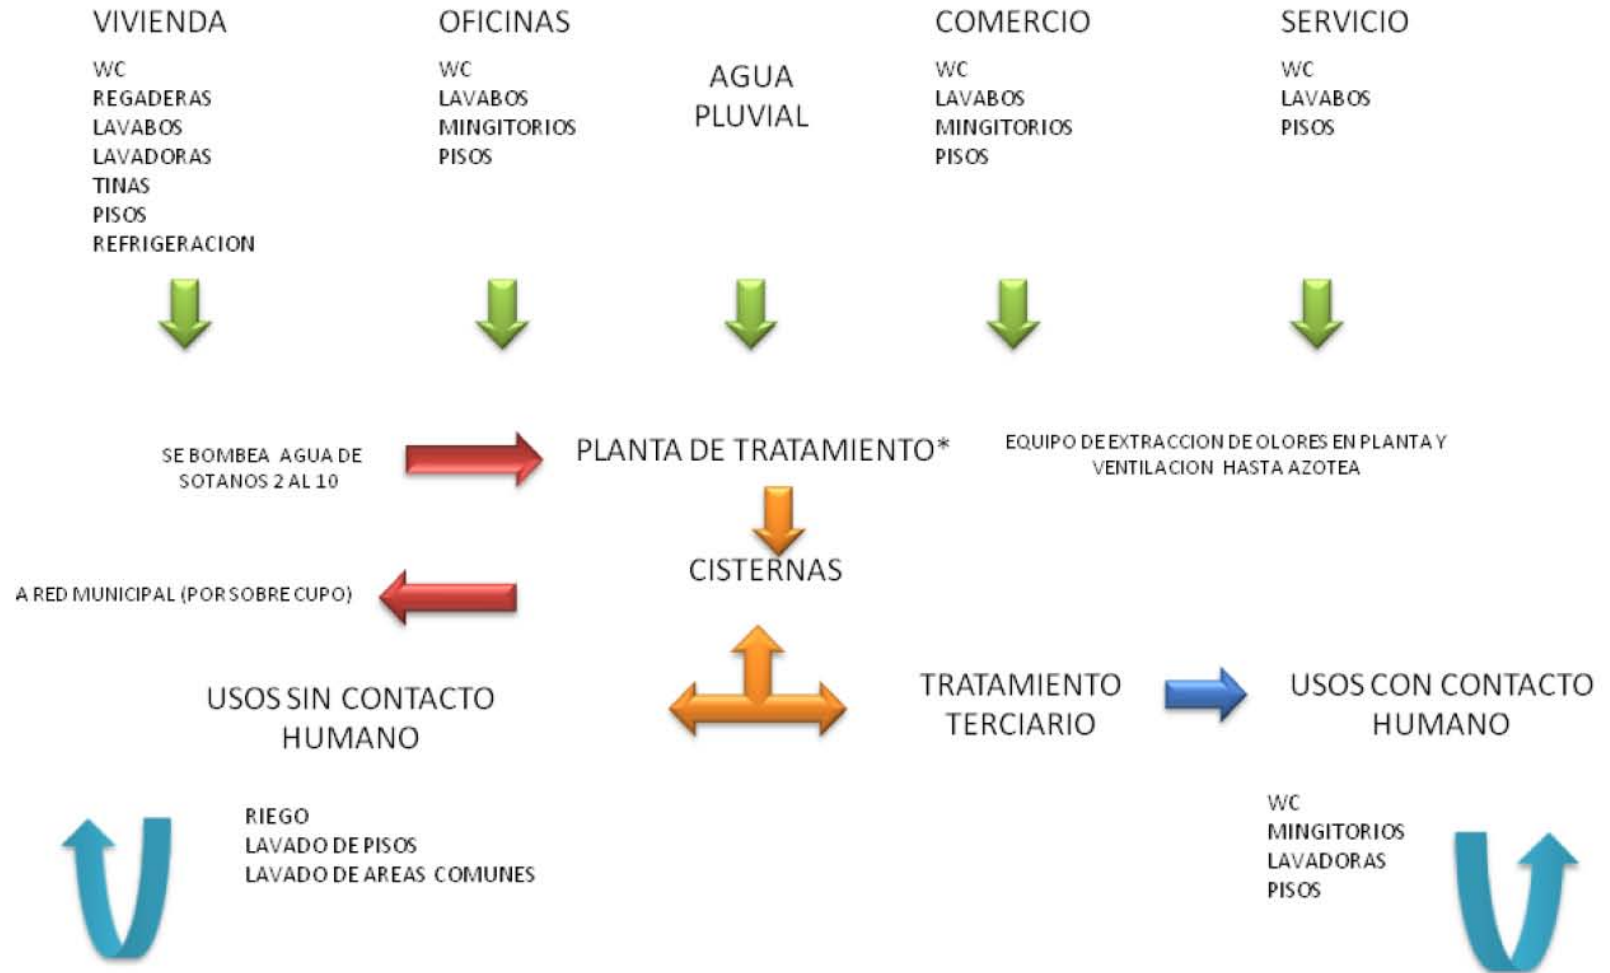 VIVIENDA
WC
REGADERAS
LAVABOS
LAVADORAS
TINAS
PISOS
REFRIGERACION
OFICINAS
WC
LAVABOS
MINGITORIOS
PISOS
AGUA
PLUVIAL
COMERCIO
WC
LAVABOS
MINGITORIOS
PISOS
SERVICIO
WC
LAVABOS
PISOS
SE BOMBEA AGUA DE
SOTANOS 2 AL 10
PLANTA DE TRATAMIENTO*
EQUIPO DE EXTRACCION DE OLORES EN PLANTA Y
VENTILACION HASTA AZOTEA
CISTERNAS
A RED MUNICIPAL (POR SOBRE CUPO)
USOS SIN CONTACTO
HUMANO
TRATAMIENTO
TERCIARIO
USOS CON CONTACTO
HUMANO
RIEGO
LAVADO DE PISOS
LAVADO DE AREAS COMUNES
WC
MINGITORIOS
LAVADORAS
PISOS